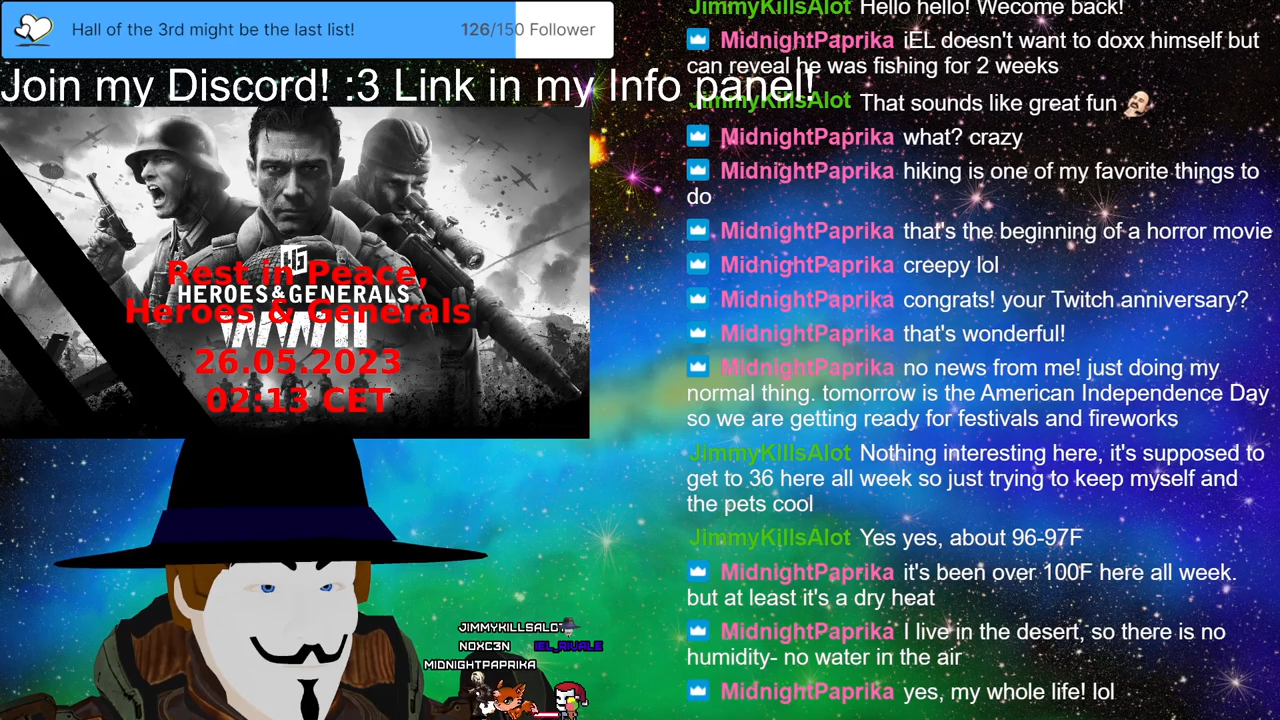 Hall of the 3rd might be the last list!
126/150 Follower
Join my Discord! :3 Link in my Info panel!
HEROES&GENERALS
WWII
Rest in Peace,
Heroes & Generals
26.05.2023
02:13 CET
JIMMYKILLSALOT
NOXC3N
IEL_RIVALE
MIDNIGHTPAPRIKA
JimmyKillsAlot Hello hello! Wecome back!
MidnightPaprika iEL doesn't want to doxx himself but
can reveal he was fishing for 2 weeks
JimmyKillsAlot That sounds like great fun
MidnightPaprika what? crazy
MidnightPaprika hiking is one of my favorite things to
do
MidnightPaprika that's the beginning of a horror movie
MidnightPaprika creepy lol
MidnightPaprika congrats! your Twitch anniversary?
MidnightPaprika that's wonderful!
MidnightPaprika no news from me! just doing my
normal thing. tomorrow is the American Independence Day
so we are getting ready for festivals and fireworks
JimmyKillsAlot Nothing interesting here, it's supposed to
get to 36 here all week so just trying to keep myself and
the pets cool
JimmyKillsAlot Yes yes, about 96-97F
MidnightPaprika it's been over 100F here all week.
but at least it's a dry heat
MidnightPaprika I live in the desert, so there is no
humidity- no water in the air
MidnightPaprika yes, my whole life! lol